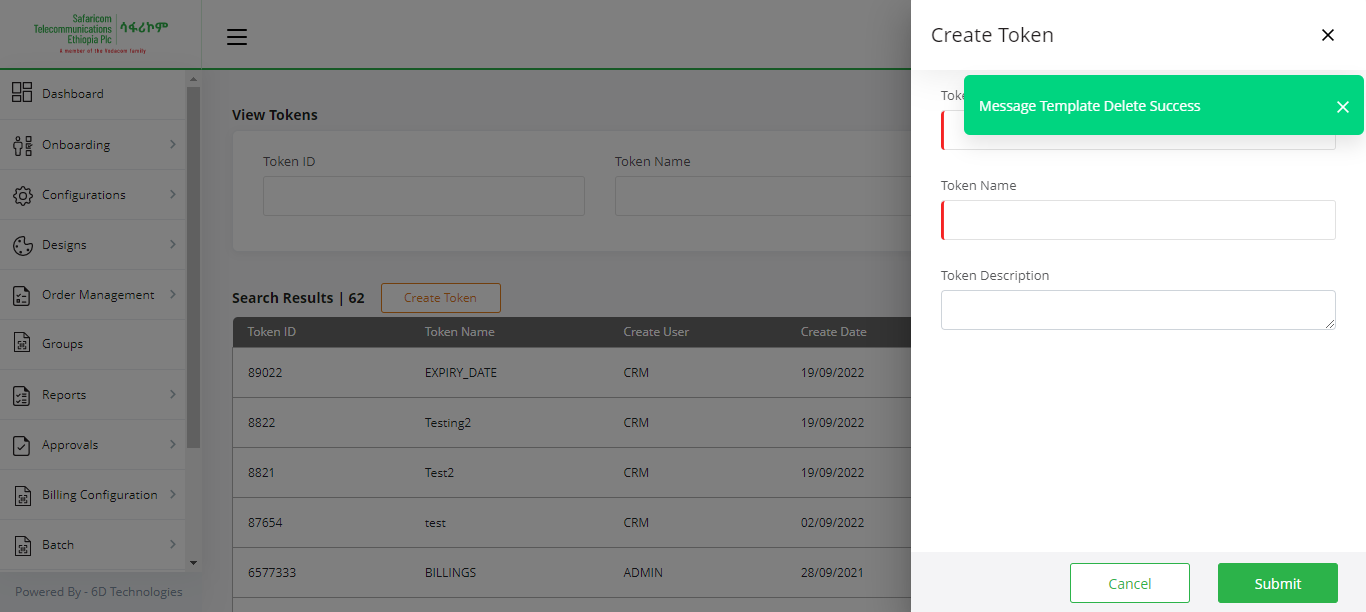 Safaricom
Telecommunications
Ethiopia Plc
ሳፋሪኮም
A member of the Vodacom family
Create Token
Message Template Delete Success
Dashboard
Onboarding
Configurations
Designs
Order Management
Groups
Reports
Approvals
Billing Configuration
Batch
Powered By - 6D Technologies
View Tokens
Token ID
Token Name
Search Results | 62
Create Token
Token ID Token Name Create User Create Date
89022 EXPIRY_DATE CRM 19/09/2022
8822 Testing2 CRM 19/09/2022
8821 Test2 CRM 19/09/2022
87654 test CRM 02/09/2022
6577333 BILLINGS ADMIN 28/09/2021
Token Name
Token Description
Cancel
Submit